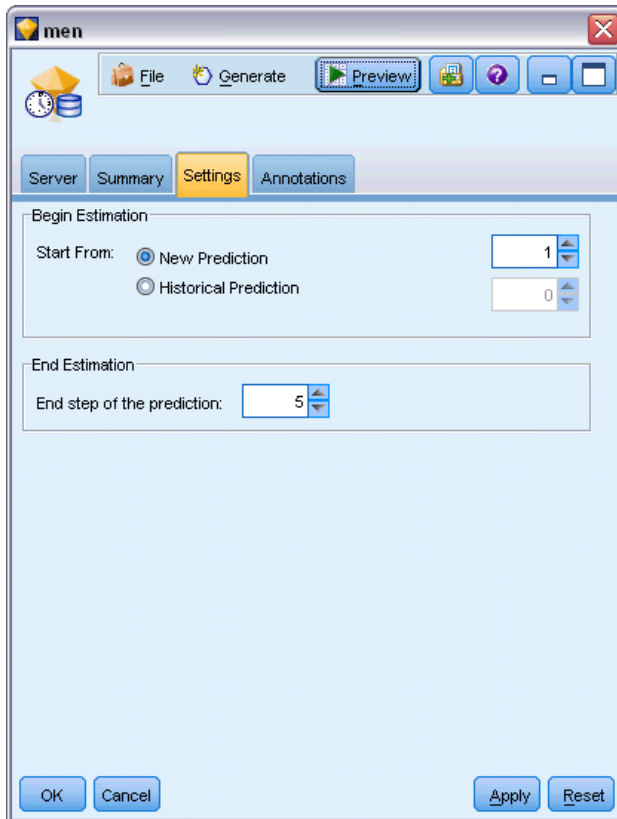 men
File Generate Preview
Server Summary Settings Annotations
Begin Estimation
Start From: New Prediction 1
Historical Prediction 0
End Estimation
End step of the prediction: 5
OK Cancel Apply Reset